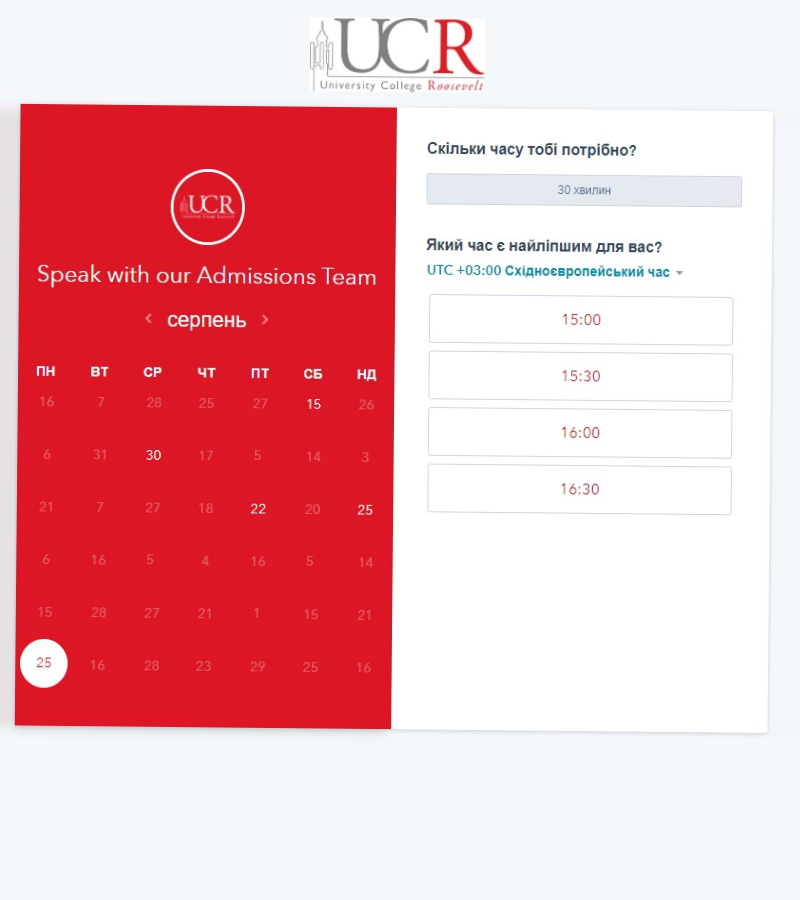 UCR
University College Roosevelt
UCR
Speak with our Admissions Team
серпень
ПН ВТ СР ЧТ ПТ СБ НД
16 7 28 25 27 15 26
6 31 30 17 5 14 3
21 7 27 18 22 20 25
6 16 5 4 16 5 14
15 28 27 21 1 15 21
25 16 28 23 29 25 16
Скільки часу тобі потрібно?
30 хвилин
Який час є найліпшим для вас?
UTC +03:00 Східноєвропейський час
15:00
15:30
16:00
16:30